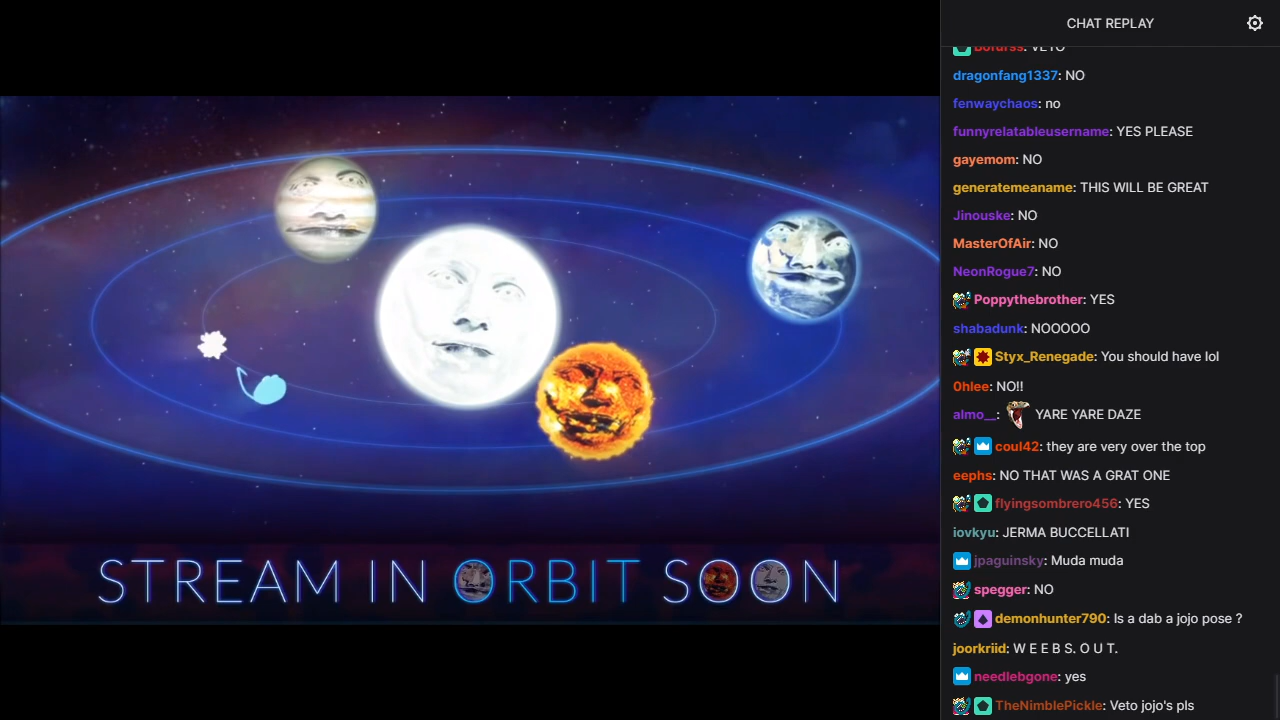 STREAM IN ORBIT SOON
CHAT REPLAY
Bofurss: VETO
dragonfang1337: NO
fenwaychaos: no
funnyrelatableusername: YES PLEASE
gayemom: NO
generatemeaname: THIS WILL BE GREAT
Jinouske: NO
MasterOfAir: NO
NeonRogue7: NO
Poppythebrother: YES
shabadunk: NOOOOO
Styx_Renegade: You should have lol
0hlee: NO!!
almo__: YARE YARE DAZE
coul42: they are very over the top
eephs: NO THAT WAS A GRAT ONE
flyingsombrero456: YES
iovkyu: JERMA BUCCELLATI
jpaguinsky: Muda muda
spegger: NO
demonhunter790: Is a dab a jojo pose ?
joorkriid: W E E B S. O U T.
needlebgone: yes
TheNimblePickle: Veto jojo's pls